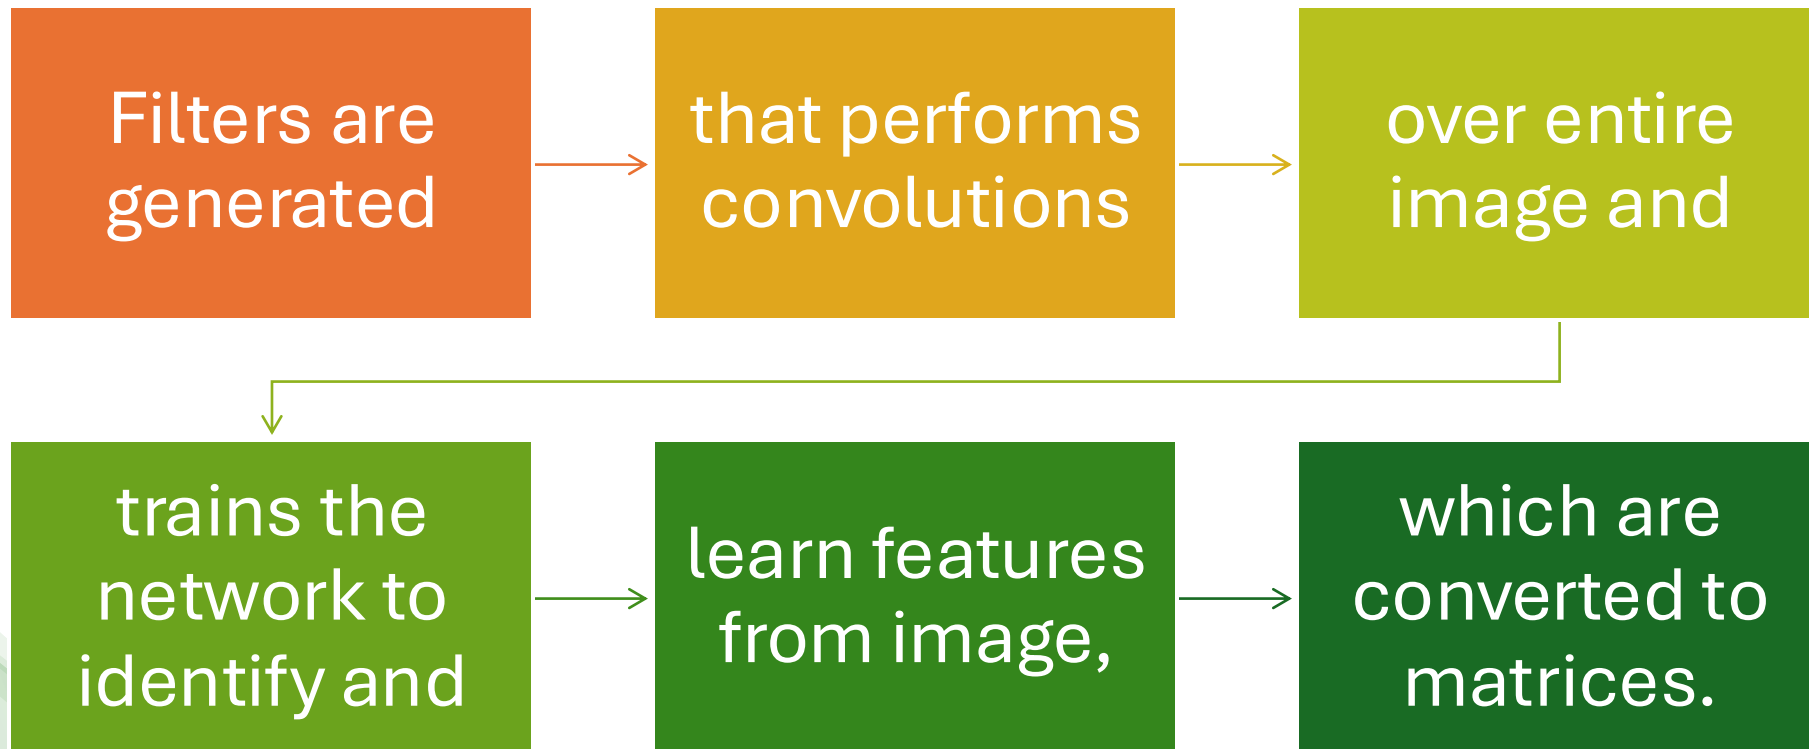 Filters are
generated
that performs
convolutions
over entire
image and
trains the
network to
identify and
learn features
from image,
which are
converted to
matrices.